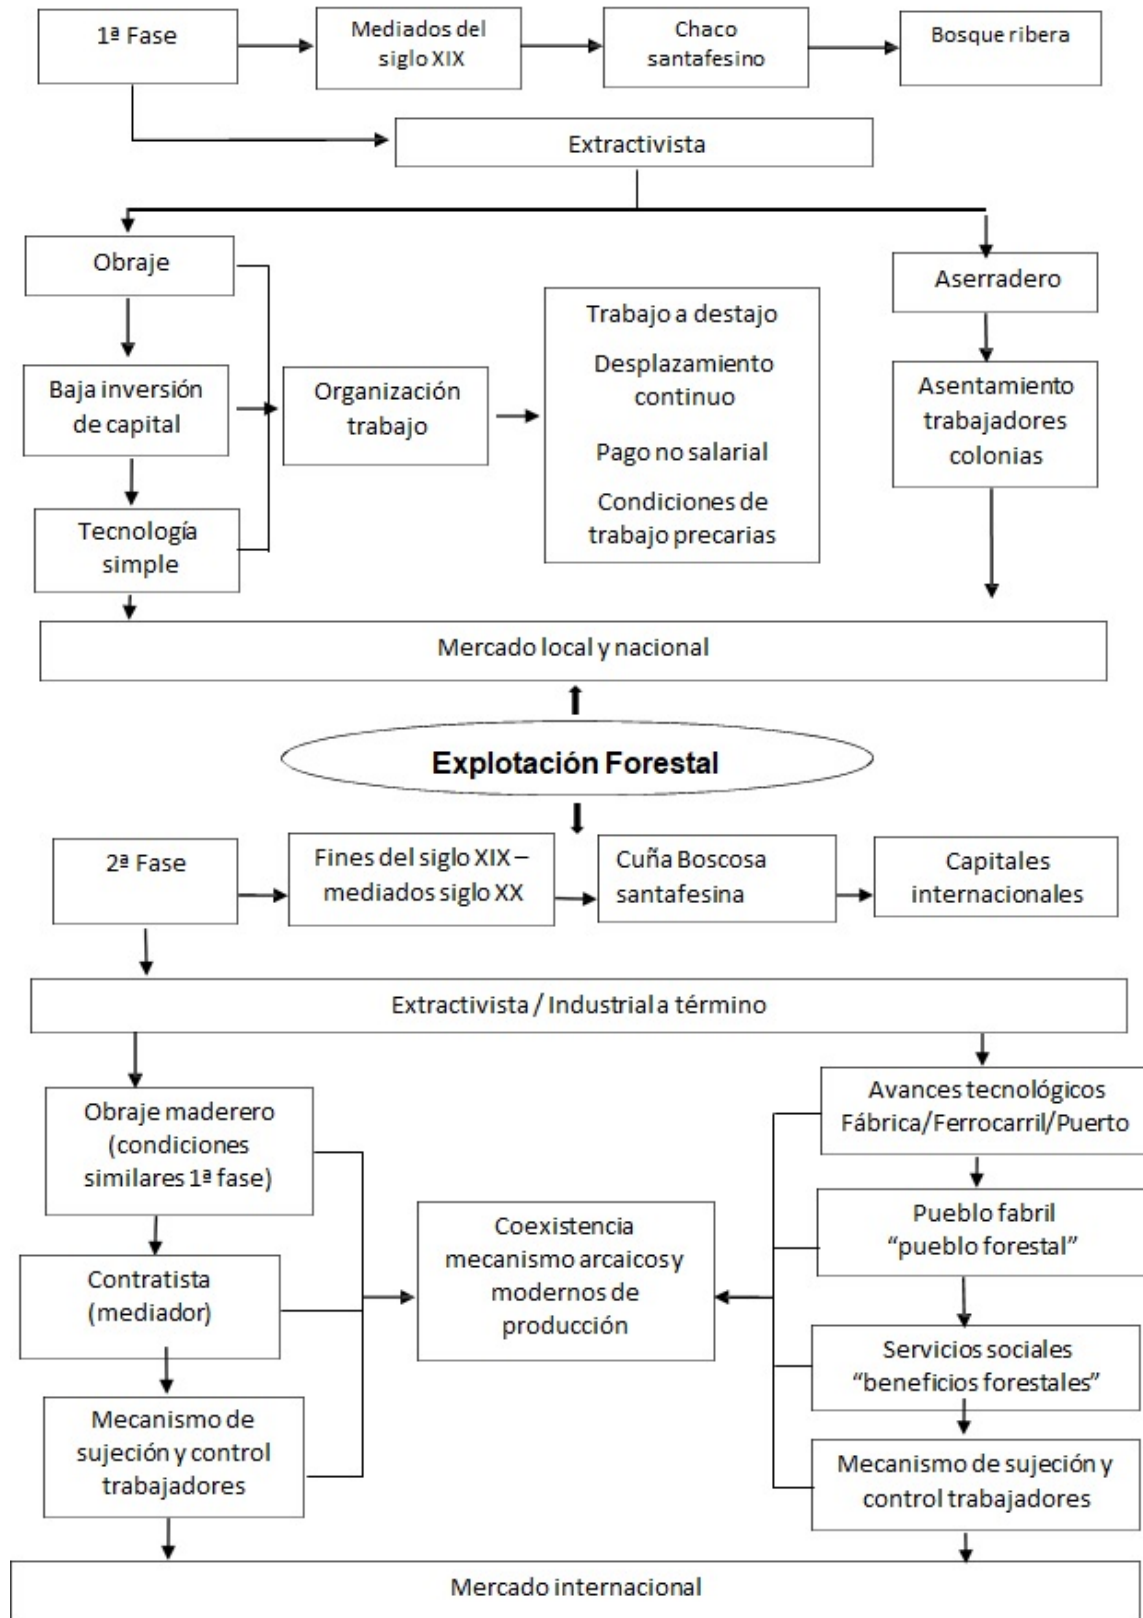 1ª Fase
Mediados del
siglo XIX
Chaco
santafesino
Bosque ribera
Extractivista
Obraje
Aserradero
Baja inversión
de capital
Organización
trabajo
Trabajo a destajo
Desplazamiento
continuo
Pago no salarial
Condiciones de
trabajo precarias
Asentamiento
trabajadores
colonias
Tecnología
simple
Mercado local y nacional
Explotación Forestal
2ª Fase
Fines del siglo XIX –
mediados siglo XX
Cuña Boscosa
santafesina
Capitales
internacionales
Extractivista / Industrial a término
Obraje maderero
(condiciones
similares 1ª fase)
Contratista
(mediador)
Mecanismo de
sujeción y control
trabajadores
Coexistencia
mecanismo arcaicos y
modernos de
producción
Avances tecnológicos
Fábrica/Ferrocarril/Puerto
Pueblo fabril
“pueblo forestal”
Servicios sociales
“beneficios forestales”
Mecanismo de sujeción y
control trabajadores
Mercado internacional